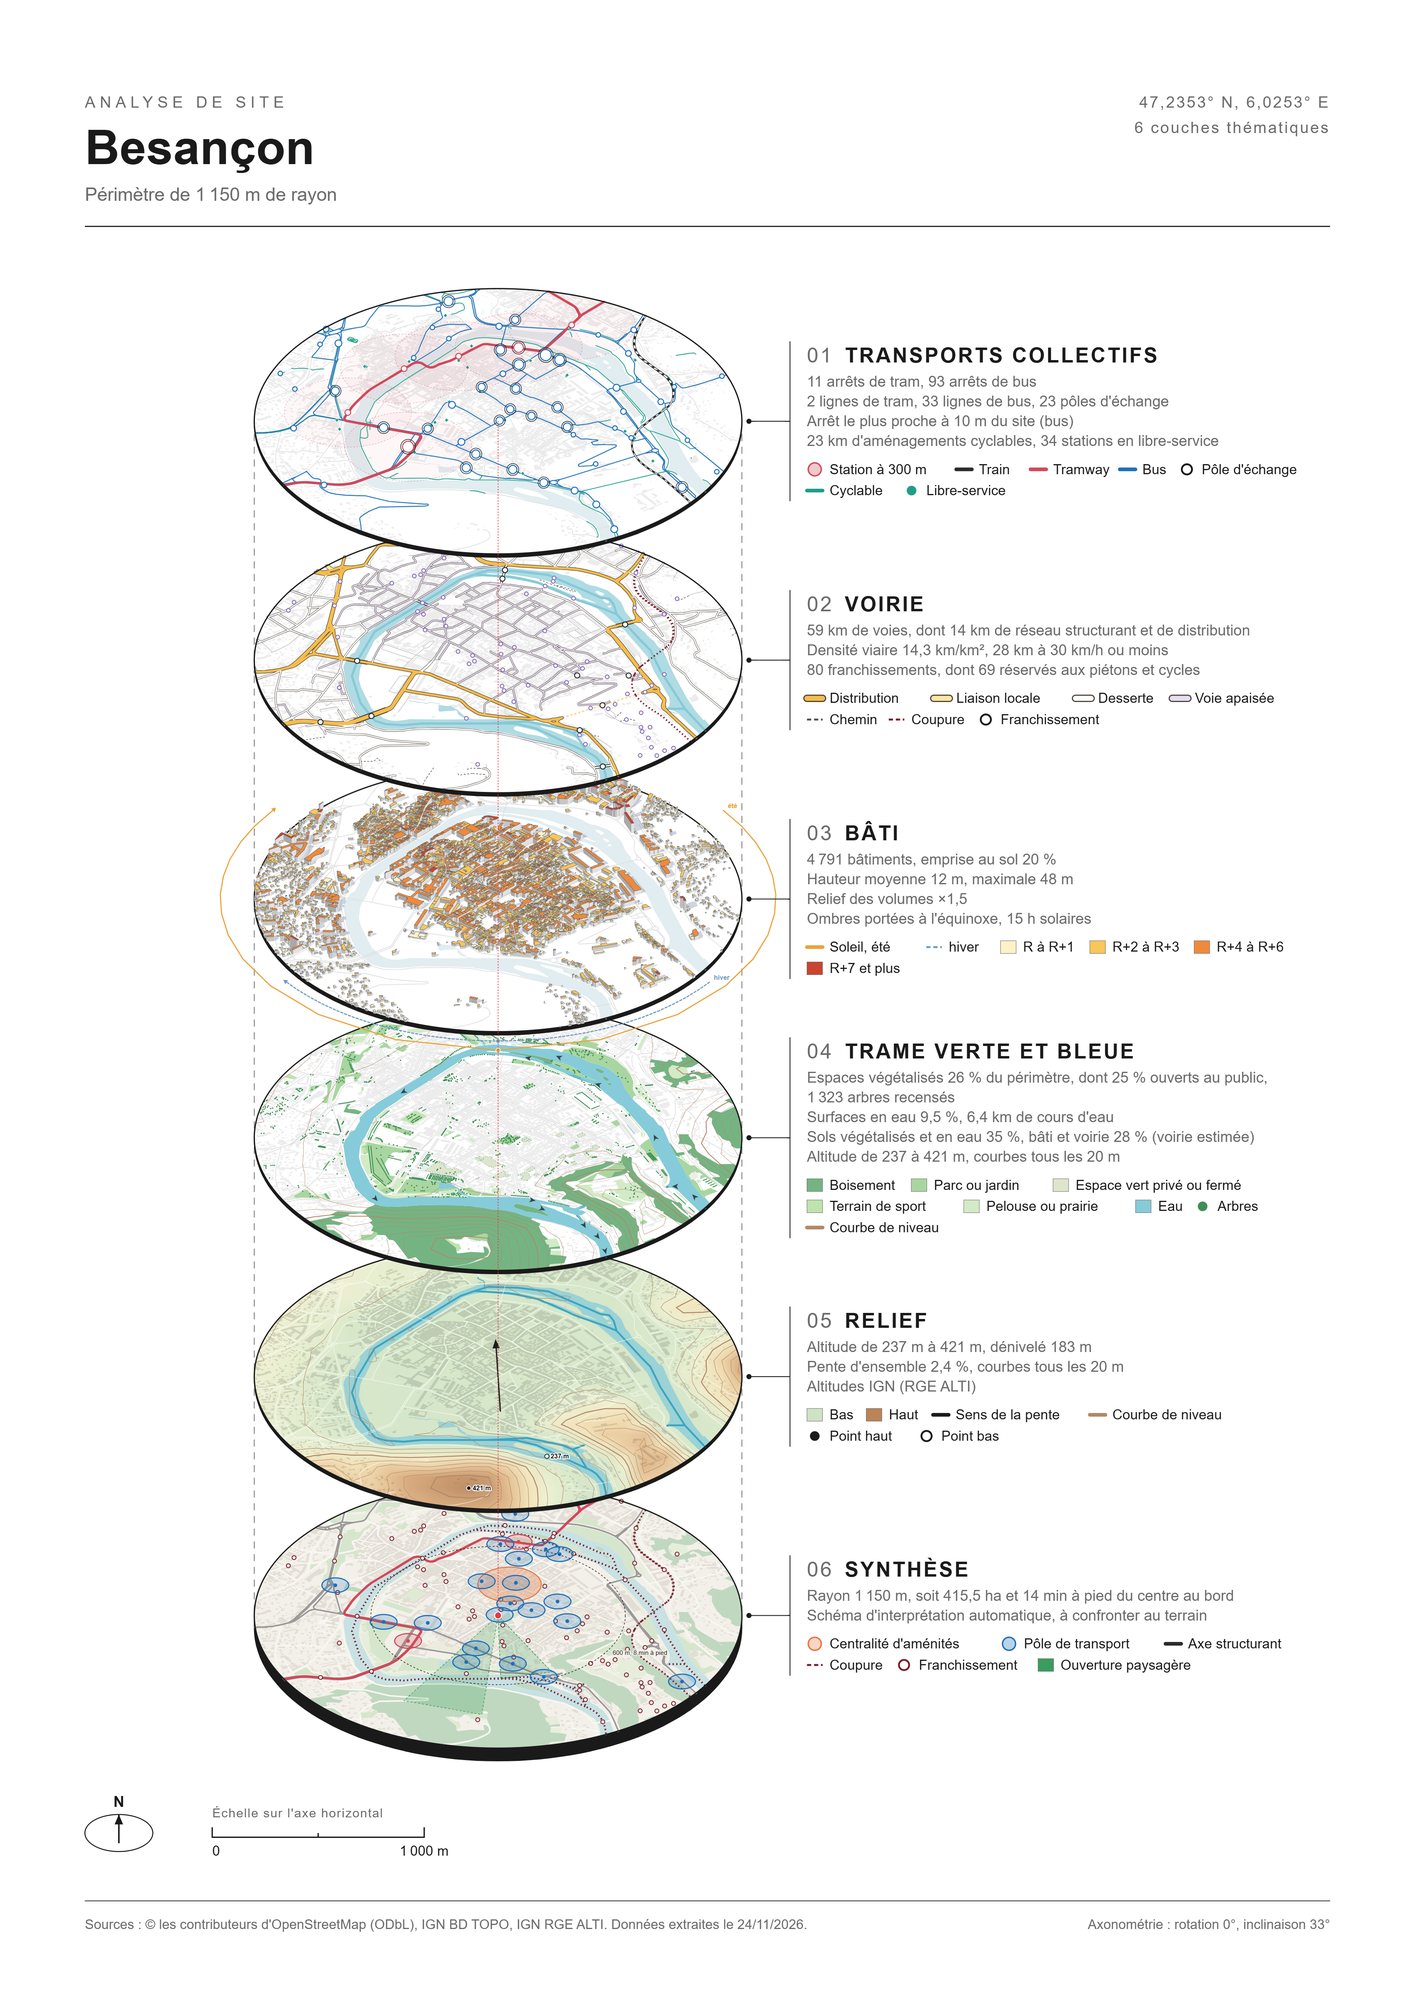 ANALYSE DE SITE
Besançon
Périmètre de 1 150 m de rayon
47,2353° N, 6,0253° E
6 couches thématiques
01 TRANSPORTS COLLECTIFS
11 arrêts de tram, 93 arrêts de bus
2 lignes de tram, 33 lignes de bus, 23 pôles d'échange
Arrêt le plus proche à 10 m du site (bus)
23 km d'aménagements cyclables, 34 stations en libre-service
Station à 300 m Train Tramway Bus Pôle d'échange
Cyclable Libre-service
02 VOIRIE
59 km de voies, dont 14 km de réseau structurant et de distribution
Densité viaire 14,3 km/km², 28 km à 30 km/h ou moins
80 franchissements, dont 69 réservés aux piétons et cycles
Distribution Liaison locale Desserte Voie apaisée
Chemin Coupure Franchissement
été
hiver
03 BÂTI
4 791 bâtiments, emprise au sol 20 %
Hauteur moyenne 12 m, maximale 48 m
Relief des volumes ×1,5
Ombres portées à l'équinoxe, 15 h solaires
Soleil, été hiver R à R+1 R+2 à R+3 R+4 à R+6
R+7 et plus
04 TRAME VERTE ET BLEUE
Espaces végétalisés 26 % du périmètre, dont 25 % ouverts au public,
1 323 arbres recensés
Surfaces en eau 9,5 %, 6,4 km de cours d'eau
Sols végétalisés et en eau 35 %, bâti et voirie 28 % (voirie estimée)
Altitude de 237 à 421 m, courbes tous les 20 m
Boisement Parc ou jardin Espace vert privé ou fermé
Terrain de sport Pelouse ou prairie Eau Arbres
Courbe de niveau
237 m
421 m
05 RELIEF
Altitude de 237 m à 421 m, dénivelé 183 m
Pente d'ensemble 2,4 %, courbes tous les 20 m
Altitudes IGN (RGE ALTI)
Bas Haut Sens de la pente Courbe de niveau
Point haut Point bas
600 m, 8 min à pied
06 SYNTHÈSE
Rayon 1 150 m, soit 415,5 ha et 14 min à pied du centre au bord
Schéma d'interprétation automatique, à confronter au terrain
Centralité d'aménités Pôle de transport Axe structurant
Coupure Franchissement Ouverture paysagère
N
Échelle sur l'axe horizontal
0 1 000 m
Sources : © les contributeurs d'OpenStreetMap (ODbL), IGN BD TOPO, IGN RGE ALTI. Données extraites le 24/11/2026.
Axonométrie : rotation 0°, inclinaison 33°